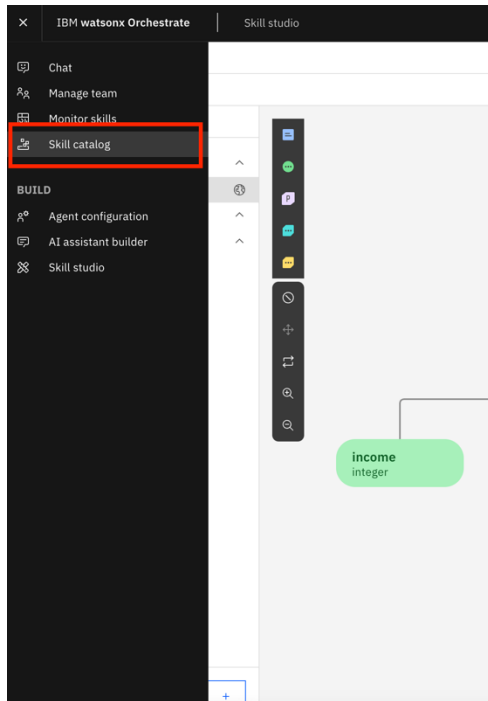 IBM watsonx Orchestrate
Skill studio
Chat
Manage team
Monitor skills
Skill catalog
BUILD
Agent configuration
AI assistant builder
Skill studio
P
income
integer
+